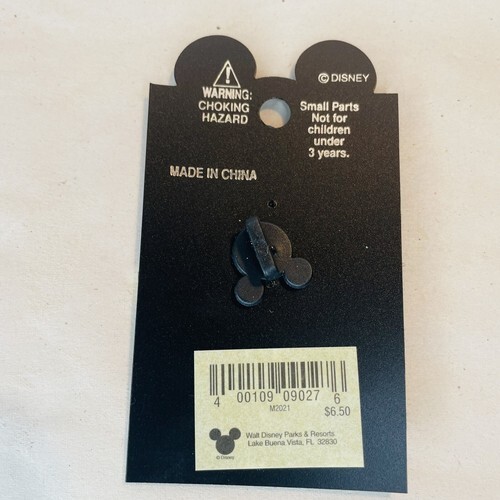 WARNING:
CHOKING
HAZARD
© DISNEY
Small Parts
Not for
children
under
3 years.
MADE IN CHINA
4 00109 09027 6
M2021
$6.50
Walt Disney Parks & Resorts
Lake Buena Vista, FL 32830
© Disney